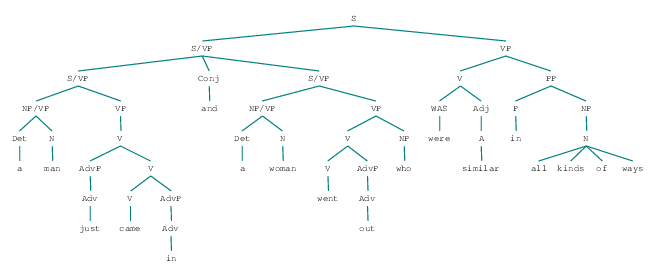 S
S/VP VP
S/VP Conj S/VP V PP
NP/VP VP and NP/VP VP WAS Adj P NP
Det N V Det N V NP were A in N
a man AdvP V a woman V AdvP who similar all kinds of ways
Adv V AdvP went Adv
just came Adv out
in